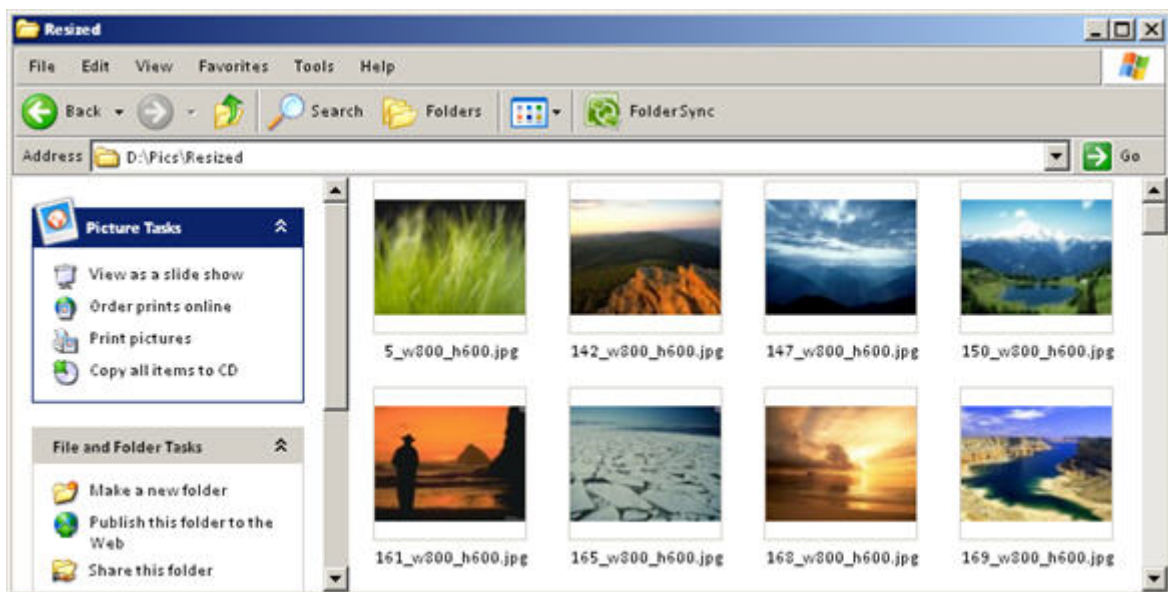 Resized
File Edit View Favorites Tools Help
Back Search Folders FolderSync
Address D:\Pics\Resized Go
Picture Tasks
View as a slide show
Order prints online
Print pictures
Copy all items to CD
File and Folder Tasks
Make a new folder
Publish this folder to the
Web
Share this folder
5_w800_h600.jpg 142_w800_h600.jpg 147_w800_h600.jpg 150_w800_h600.jpg
161_w800_h600.jpg 165_w800_h600.jpg 168_w800_h600.jpg 169_w800_h600.jpg